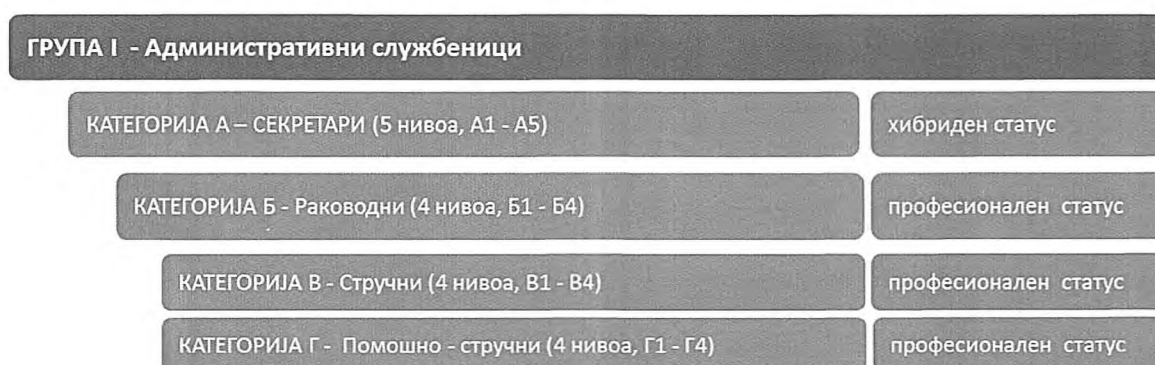 ГРУПА I - Административни службеници
КАТЕГОРИЈА А – СЕКРЕТАРИ (5 нивоа, А1 - А5)
хибриден статус
КАТЕГОРИЈА Б - Раководни (4 нивоа, Б1 - Б4)
професионален статус
КАТЕГОРИЈА В - Стручни (4 нивоа, В1 - В4)
професионален статус
КАТЕГОРИЈА Г - Помошно - стручни (4 нивоа, Г1 - Г4)
професионален статус